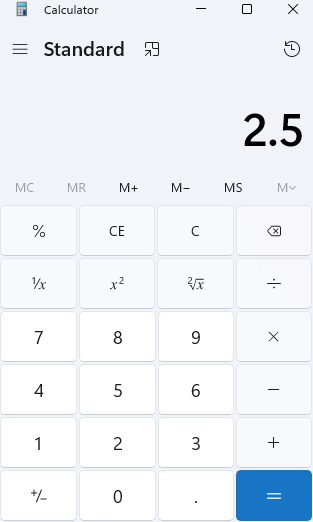 Calculator
Standard
2.5
MC MR M+ M− MS M
% CE C
¹/x x² ²√x ÷
7 8 9 ×
4 5 6 −
1 2 3 +
+/− 0 . =